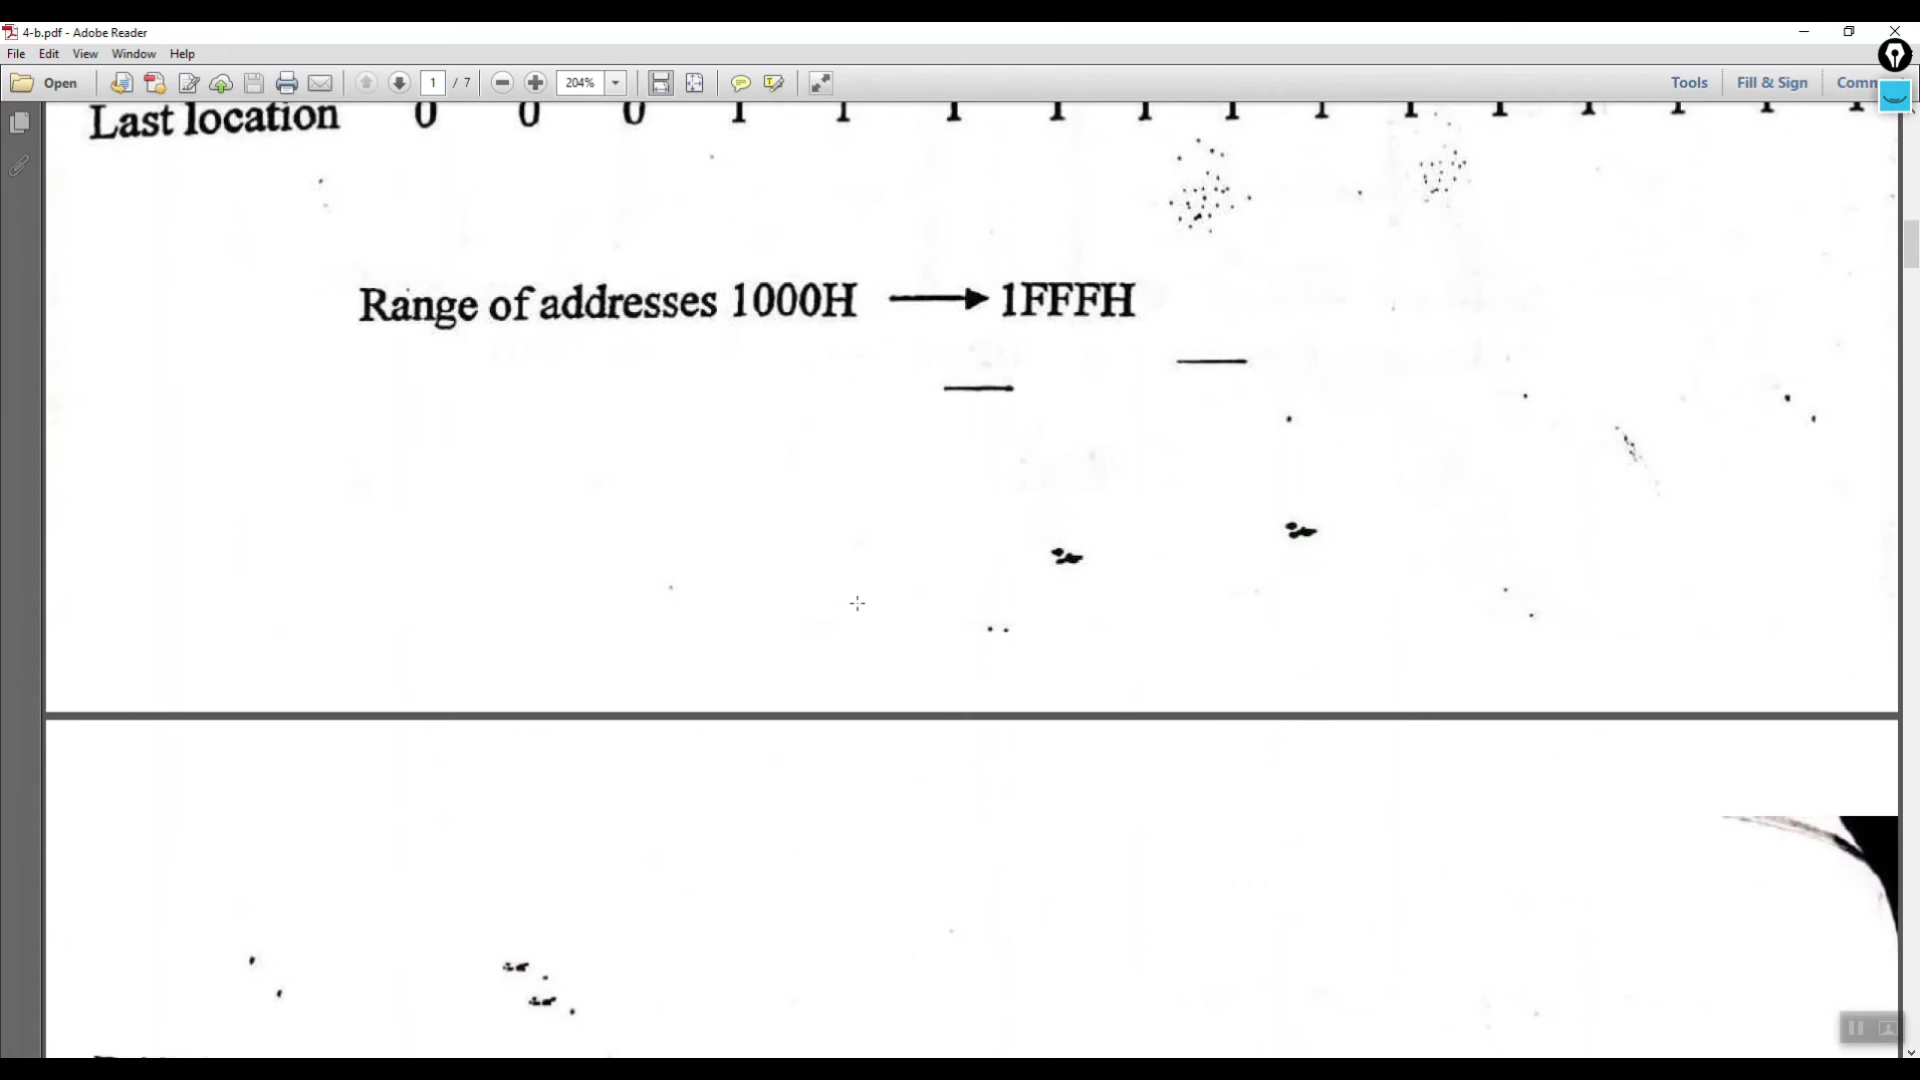 4-b.pdf - Adobe Reader
File Edit View Window Help
Open 1 / 7 204% Tools Fill & Sign
Last location 0 0 0 1 1 1 1 1 1 1 1 1 1 1 1 1
Range of addresses 1000H → 1FFFH